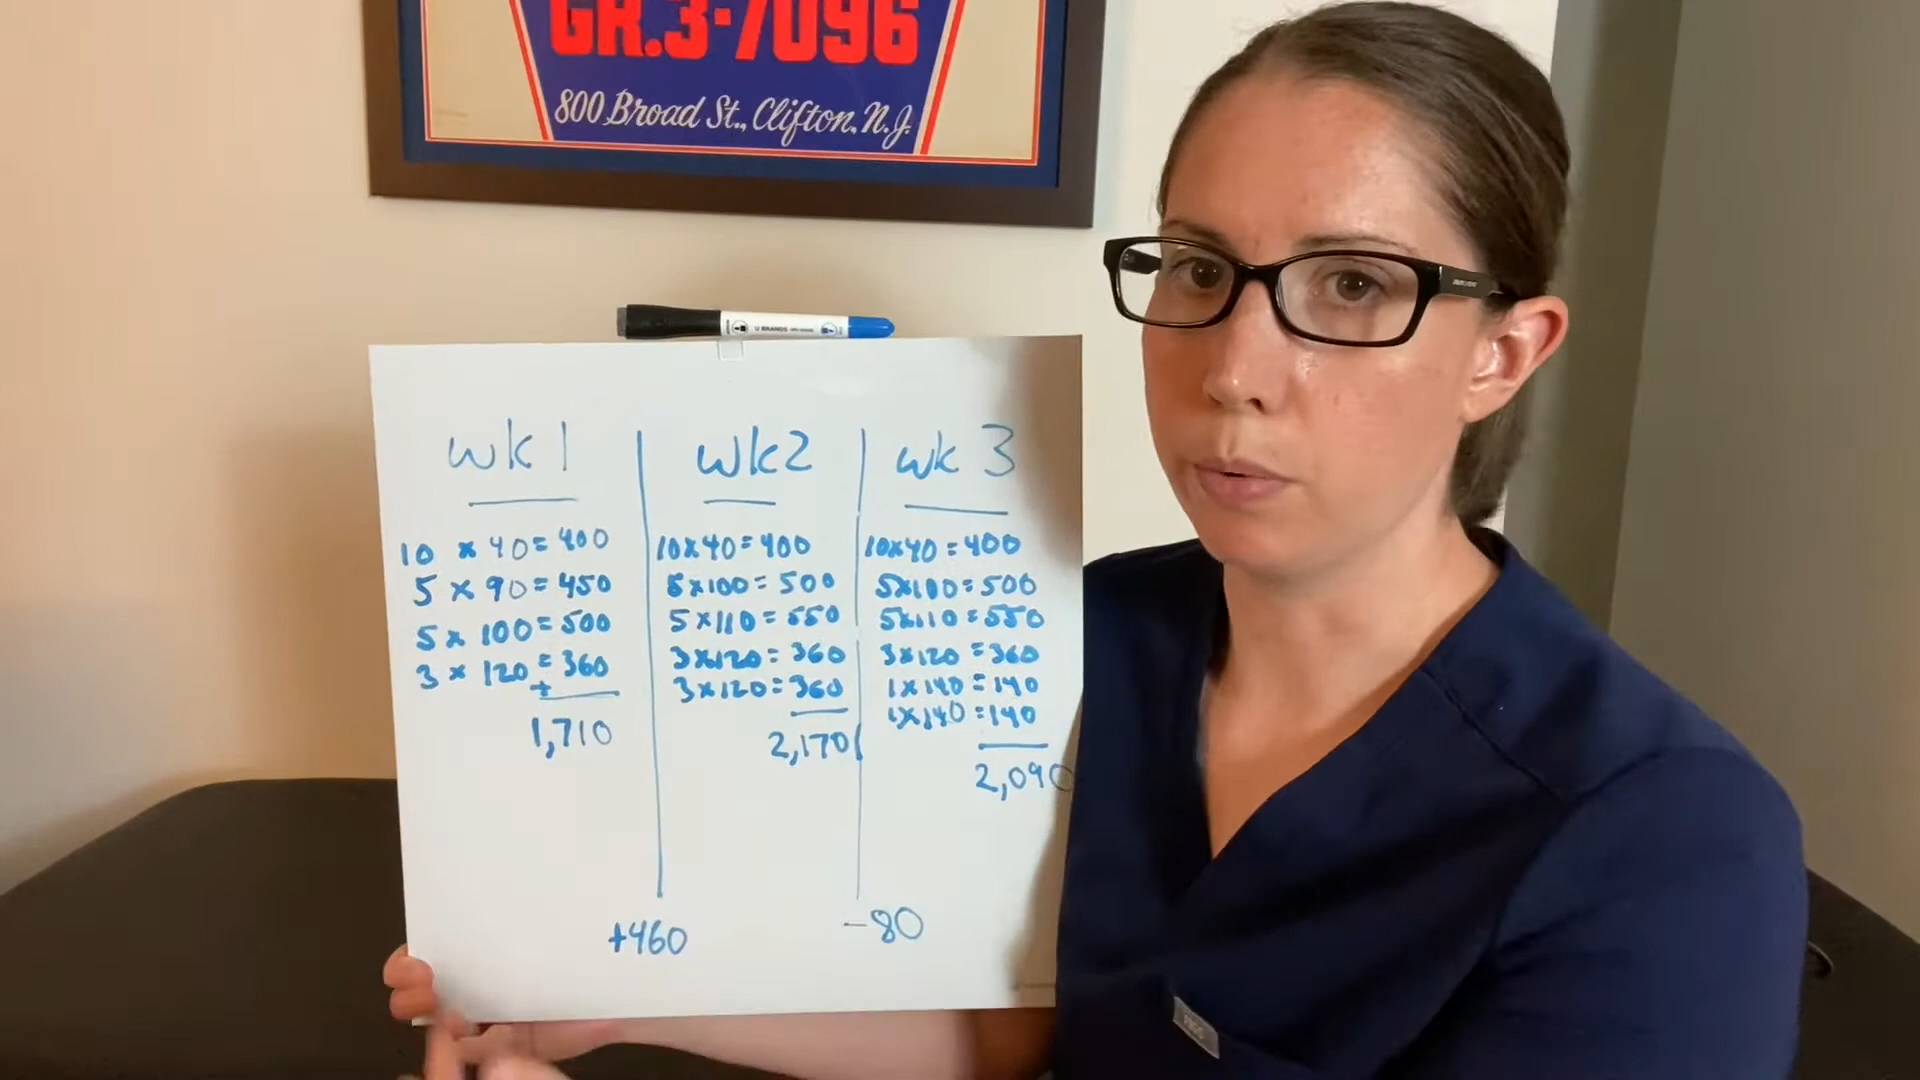 GR.3-7096
800 Broad St., Clifton, N.J.
U BRANDS
wk 1
10 x 40 = 400
5 x 90 = 450
5 x 100 = 500
3 x 120 = 360
+
1,710
wk2
10x40 = 400
5x100 = 500
5x110 = 550
3x120 = 360
3x120 = 360
2,170
wk 3
10x40 = 400
5x100 = 500
5x110 = 550
3x120 = 360
1x140 = 140
1x140 = 140
2,090
+460
-80